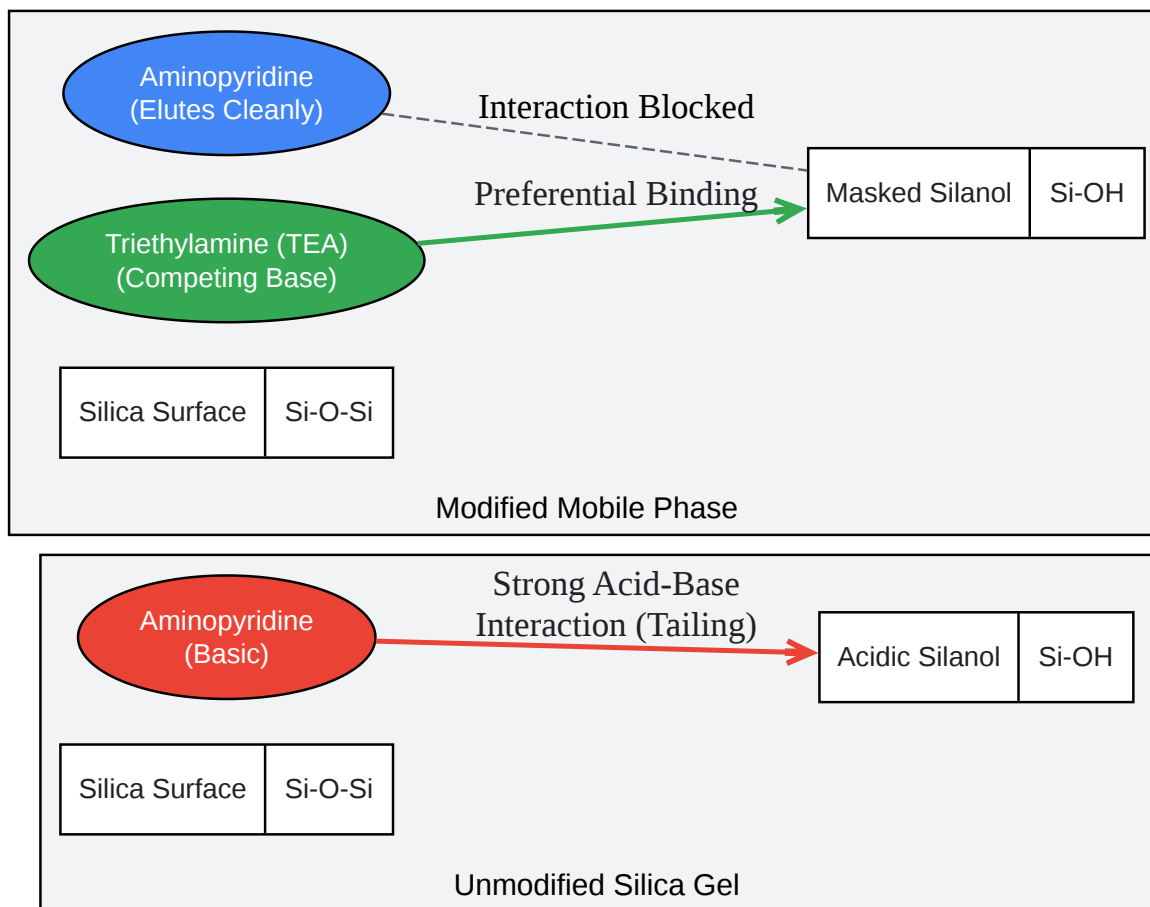 Aminopyridine
(Elutes Cleanly)
Interaction Blocked
Masked Silanol
Si-OH
Preferential Binding
Triethylamine (TEA)
(Competing Base)
Silica Surface
Si-O-Si
Modified Mobile Phase
Aminopyridine
(Basic)
Strong Acid-Base
Interaction (Tailing)
Acidic Silanol
Si-OH
Silica Surface
Si-O-Si
Unmodified Silica Gel